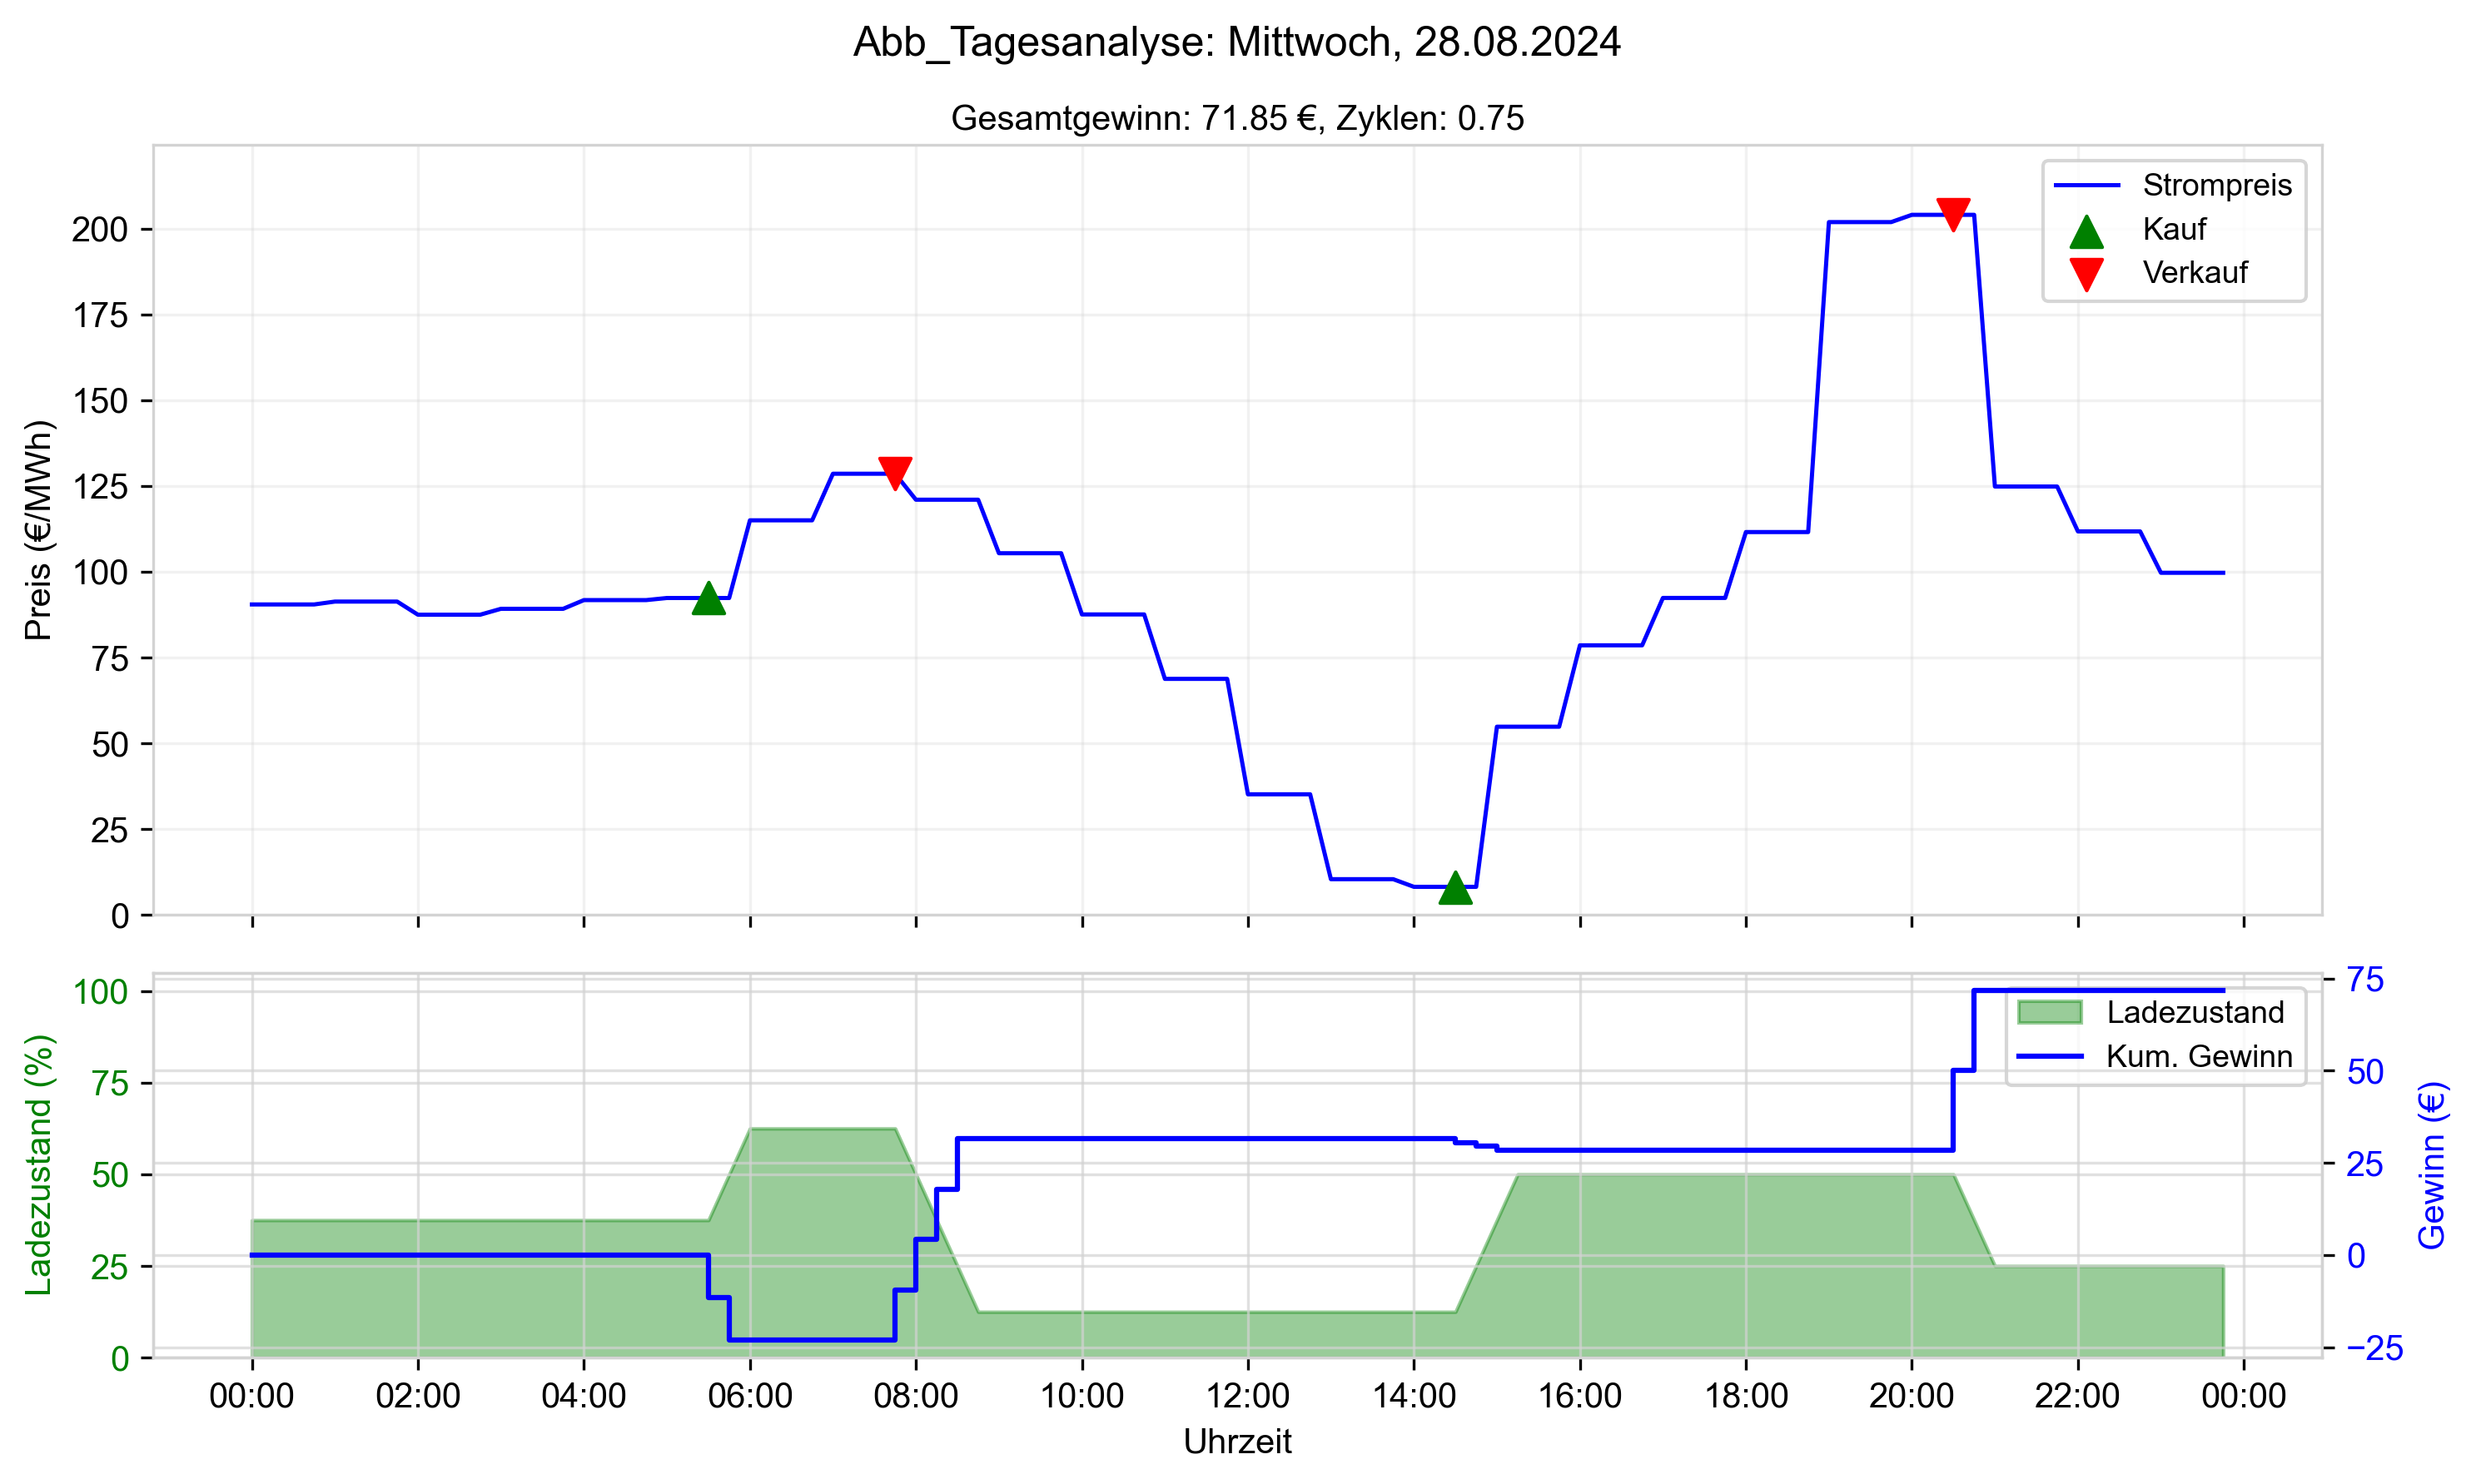 Abb_Tagesanalyse: Mittwoch, 28.08.2024
Gesamtgewinn: 71.85 €, Zyklen: 0.75
Preis (€/MWh)
200
175
150
125
100
75
50
25
0
Strompreis
Kauf
Verkauf
Ladezustand (%)
100
75
50
25
0
Ladezustand
Kum. Gewinn
75
50
25
0
−25
Gewinn (€)
00:00 02:00 04:00 06:00 08:00 10:00 12:00 14:00 16:00 18:00 20:00 22:00 00:00
Uhrzeit